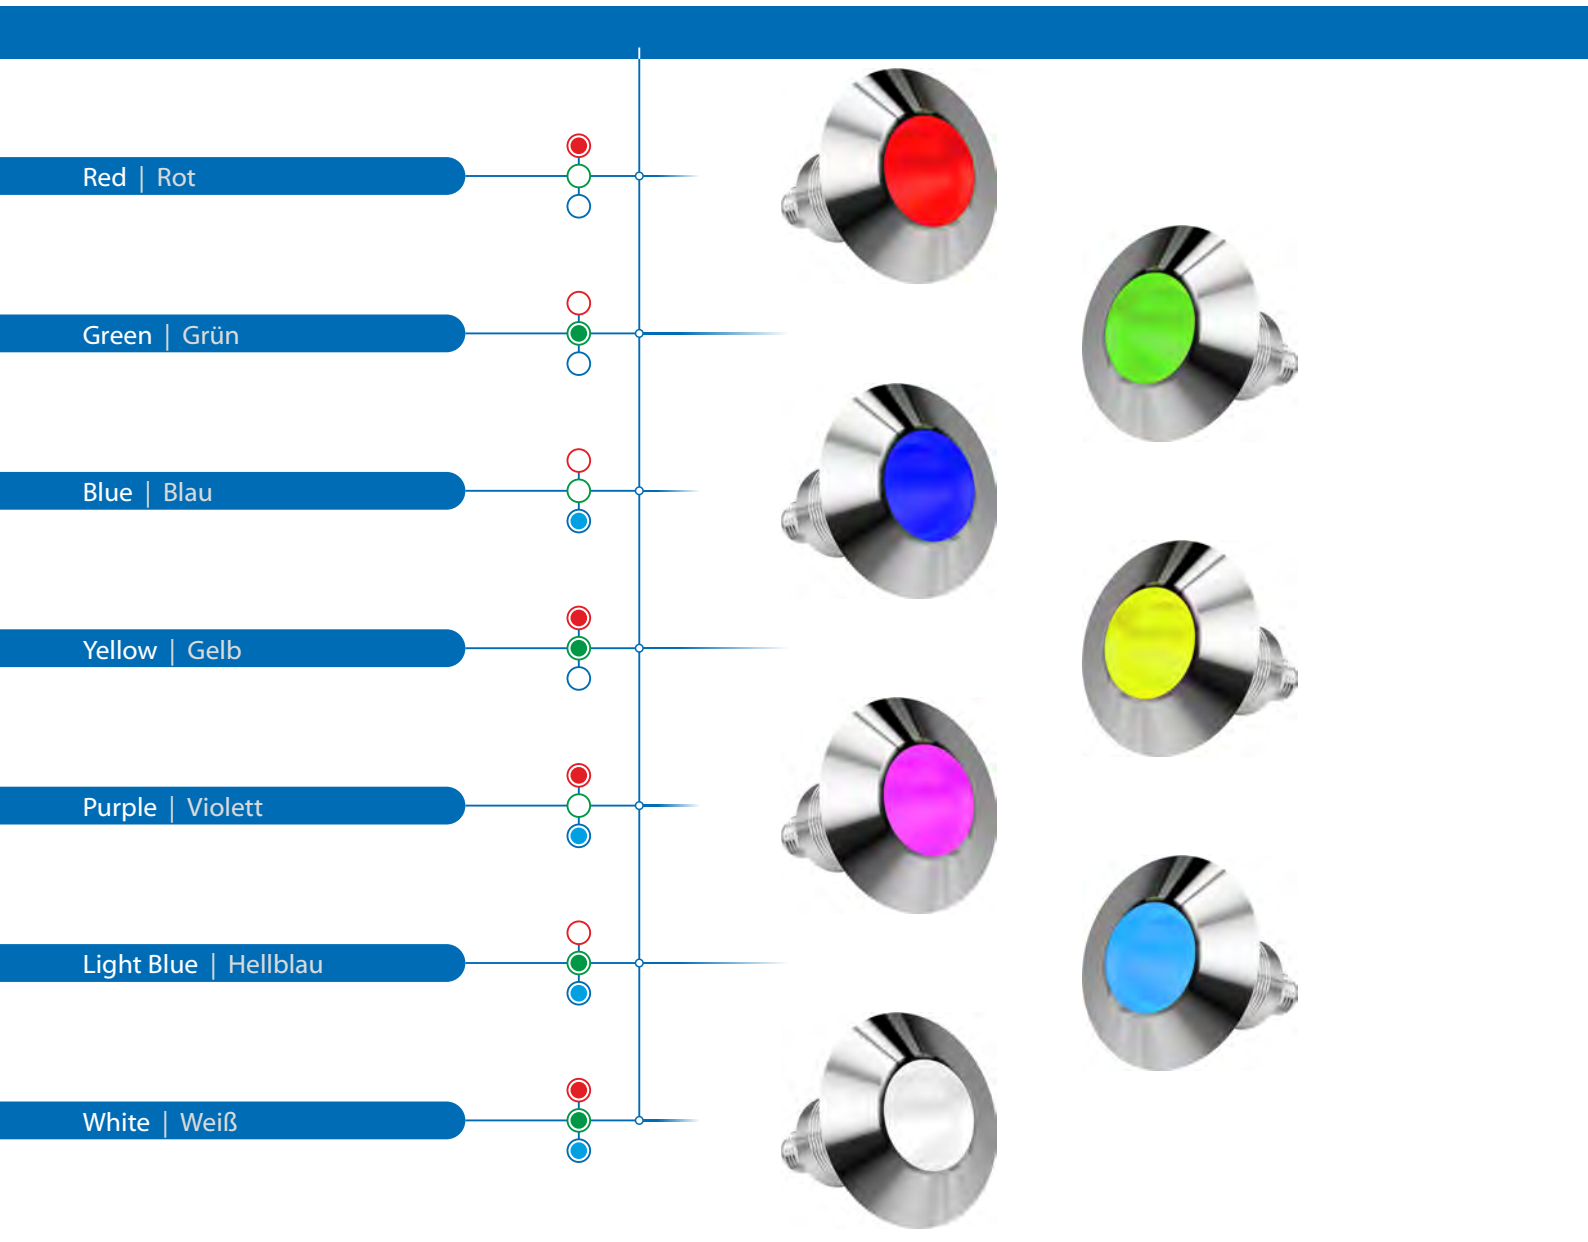 Red | Rot
Green | Grün
Blue | Blau
Yellow | Gelb
Purple | Violett
Light Blue | Hellblau
White | Weiß